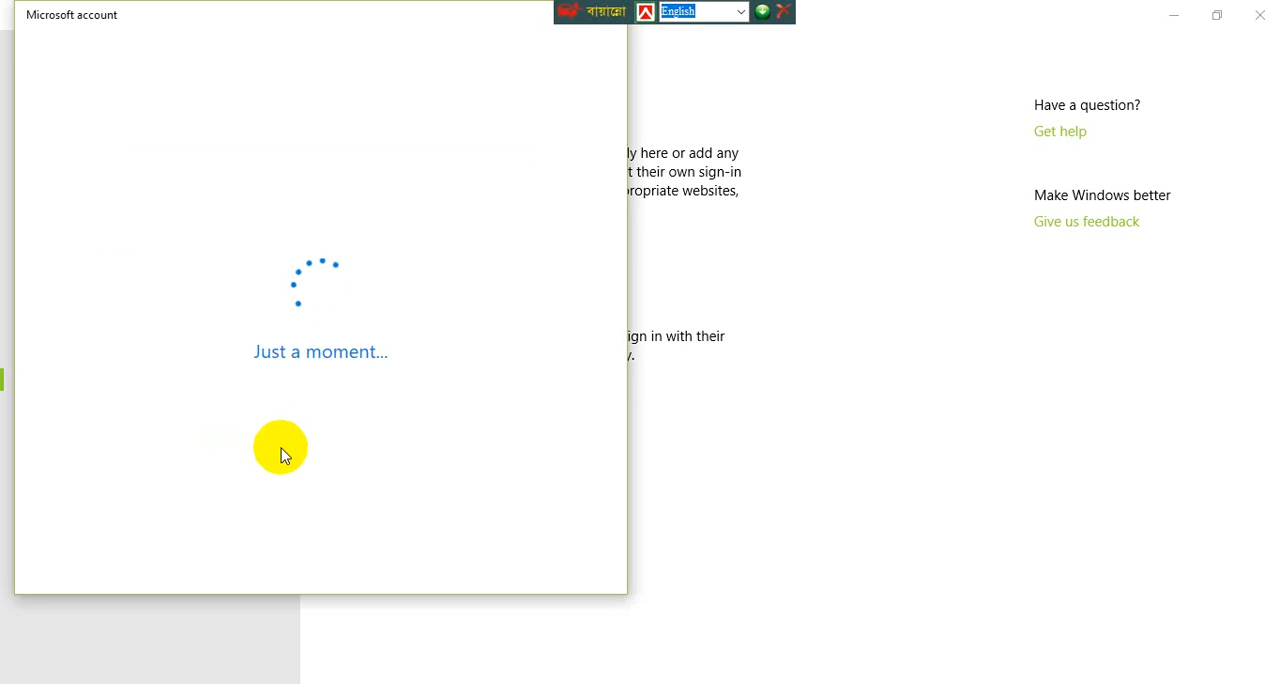 Microsoft account
বায়ান্নো
English
Have a question?
Get help
ly here or add any
t their own sign-in
propriate websites,
Make Windows better
Give us feedback
ign in with their
y.
Just a moment...